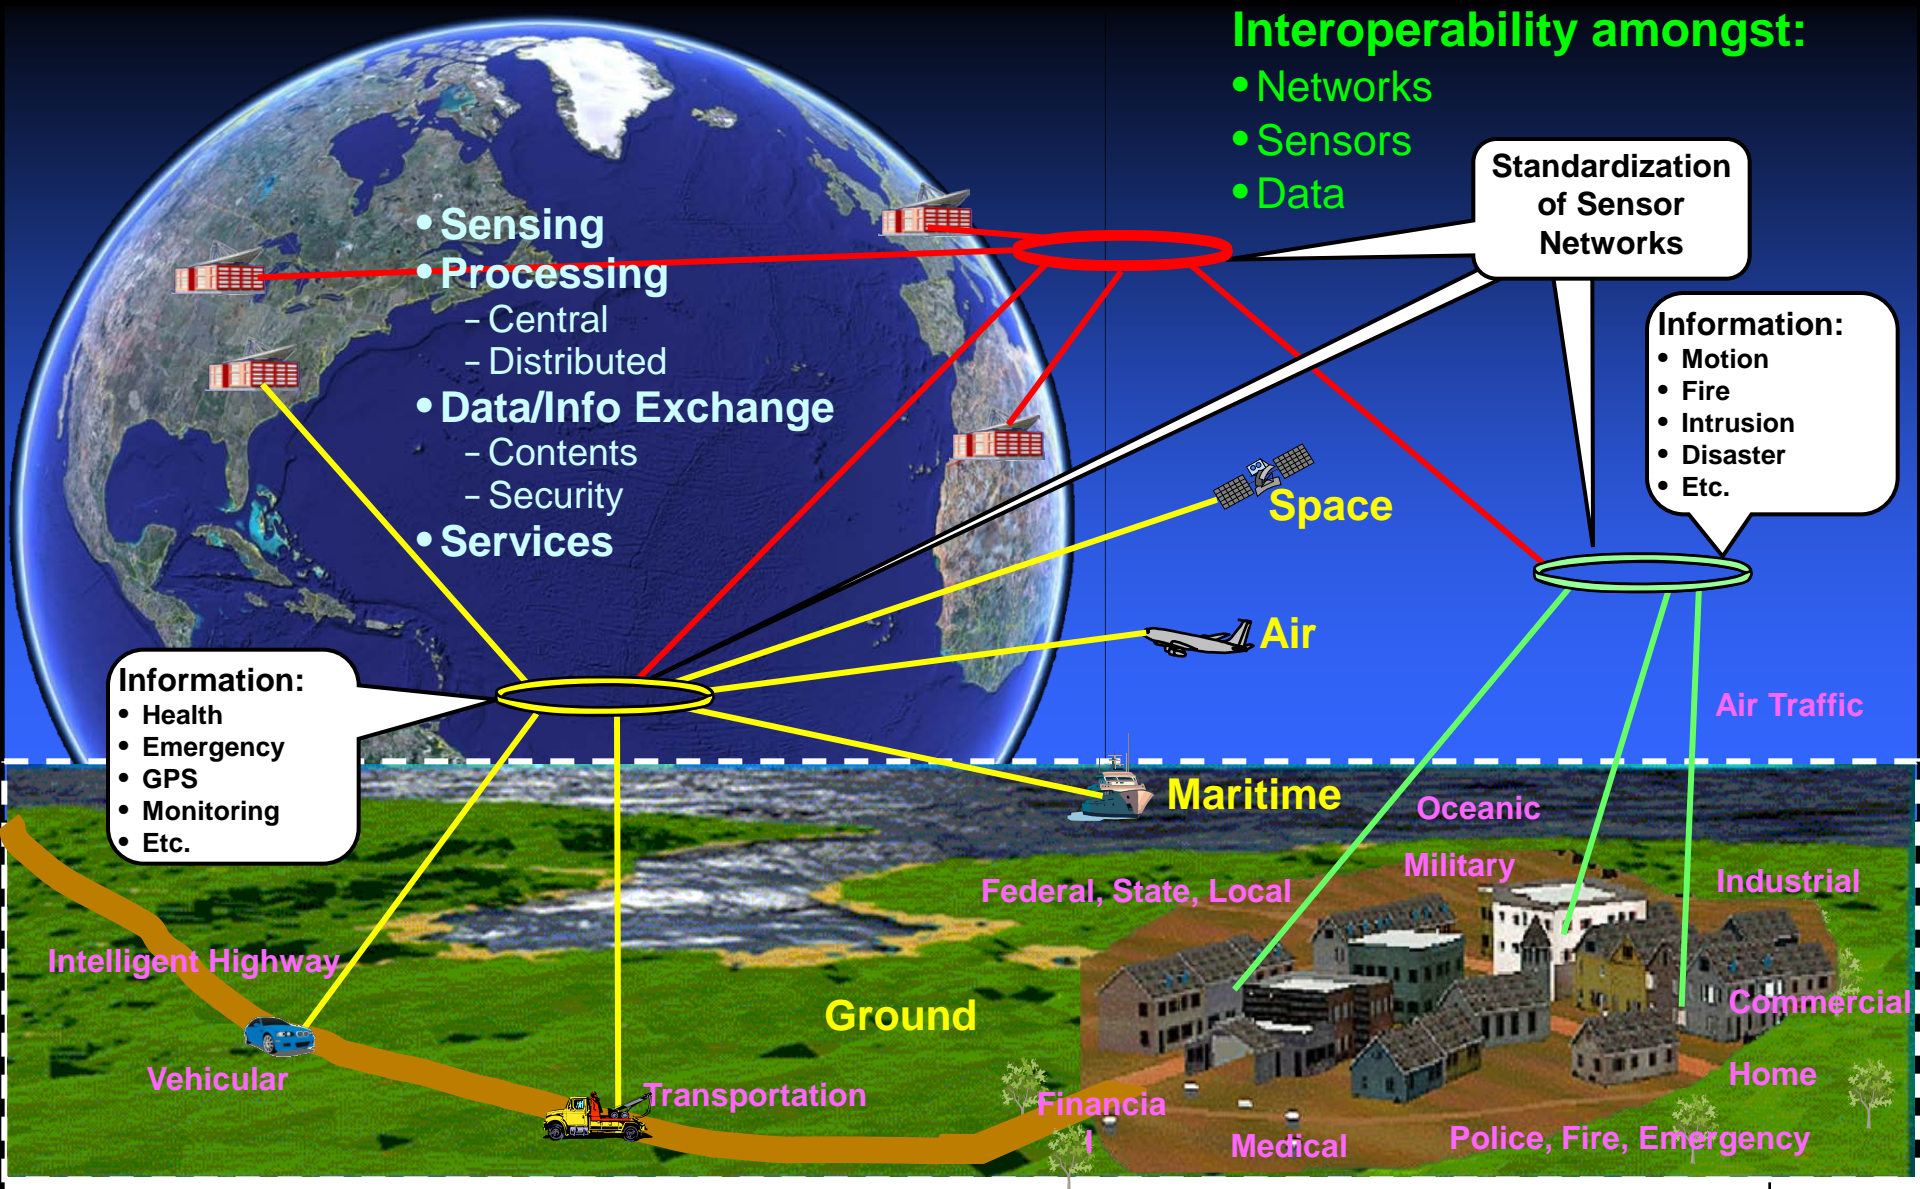 Interoperability amongst:
• Networks
• Sensors
• Data
Standardization
of Sensor
Networks
• Sensing
• Processing
– Central
– Distributed
• Data/Info Exchange
– Contents
– Security
• Services
Information:
• Motion
• Fire
• Intrusion
• Disaster
• Etc.
Space
Air
Air Traffic
Information:
• Health
• Emergency
• GPS
• Monitoring
• Etc.
Maritime
Oceanic
Military
Federal, State, Local
Industrial
Intelligent Highway
Ground
Commercial
Vehicular
Transportation
Home
Financia
l
Medical
Police, Fire, Emergency